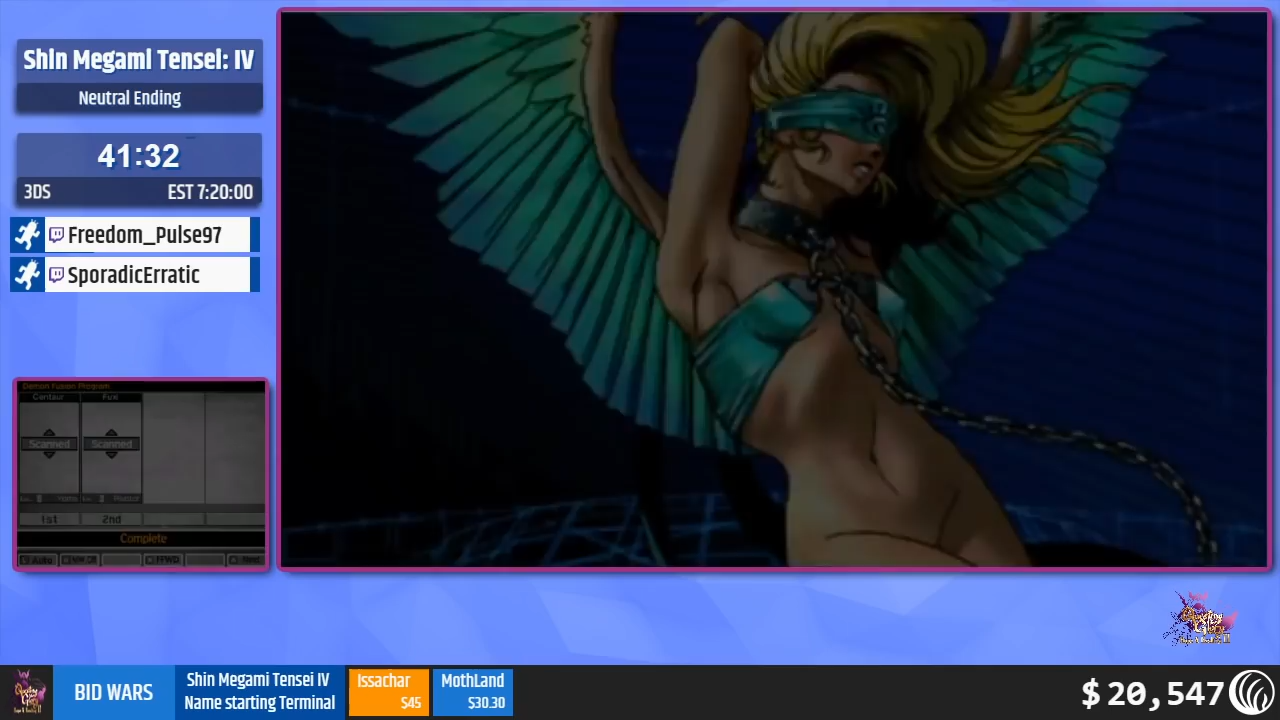 Shin Megami Tensei: IV
Neutral Ending
41:32
3DS
EST 7:20:00
Freedom_Pulse97
SporadicErratic
Demon Fusion Program
Centaur
Fuxi
Scanned
Scanned
1st
2nd
Complete
Auto
BID WARS
Shin Megami Tensei IV
Name starting Terminal
Issachar
$45
MothLand
$30.30
$20,547